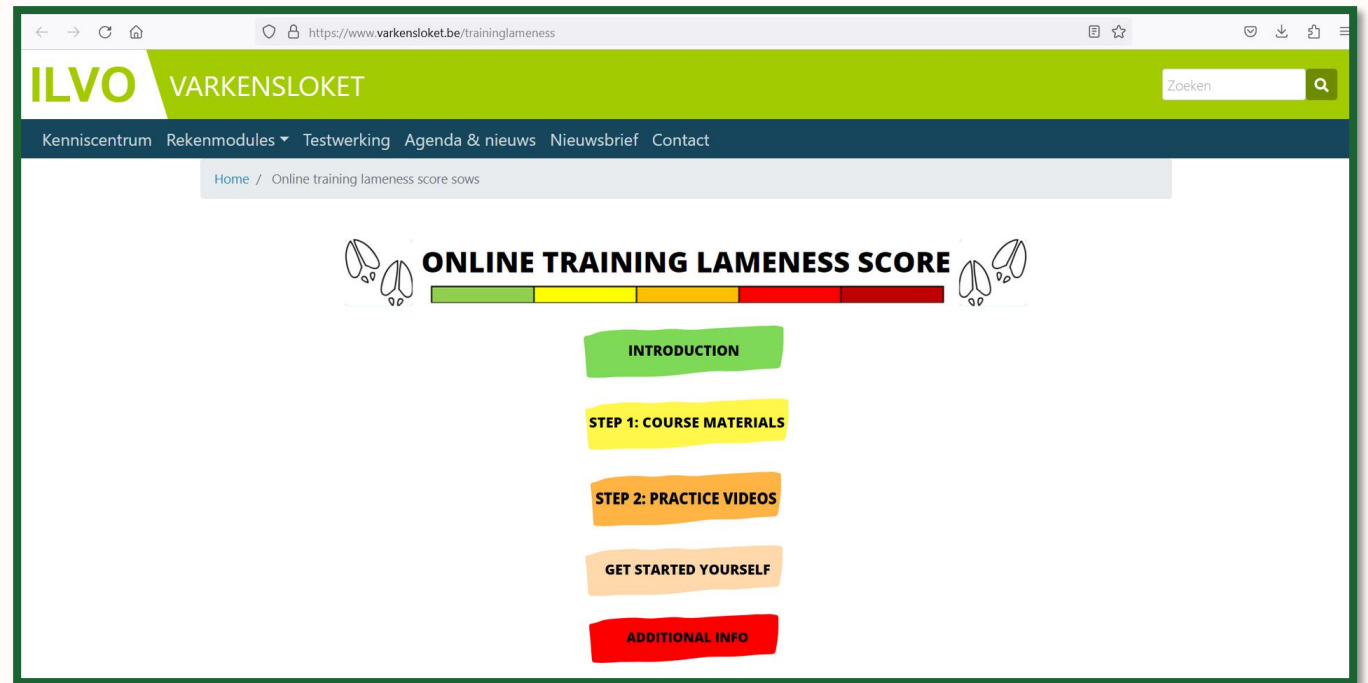 https://www.varkensloket.be/traininglameness
ILVO VARKENSLOKET
Zoeken
Kenniscentrum Rekenmodules Testwerking Agenda & nieuws Nieuwsbrief Contact
Home / Online training lameness score sows
ONLINE TRAINING LAMENESS SCORE
INTRODUCTION
STEP 1: COURSE MATERIALS
STEP 2: PRACTICE VIDEOS
GET STARTED YOURSELF
ADDITIONAL INFO